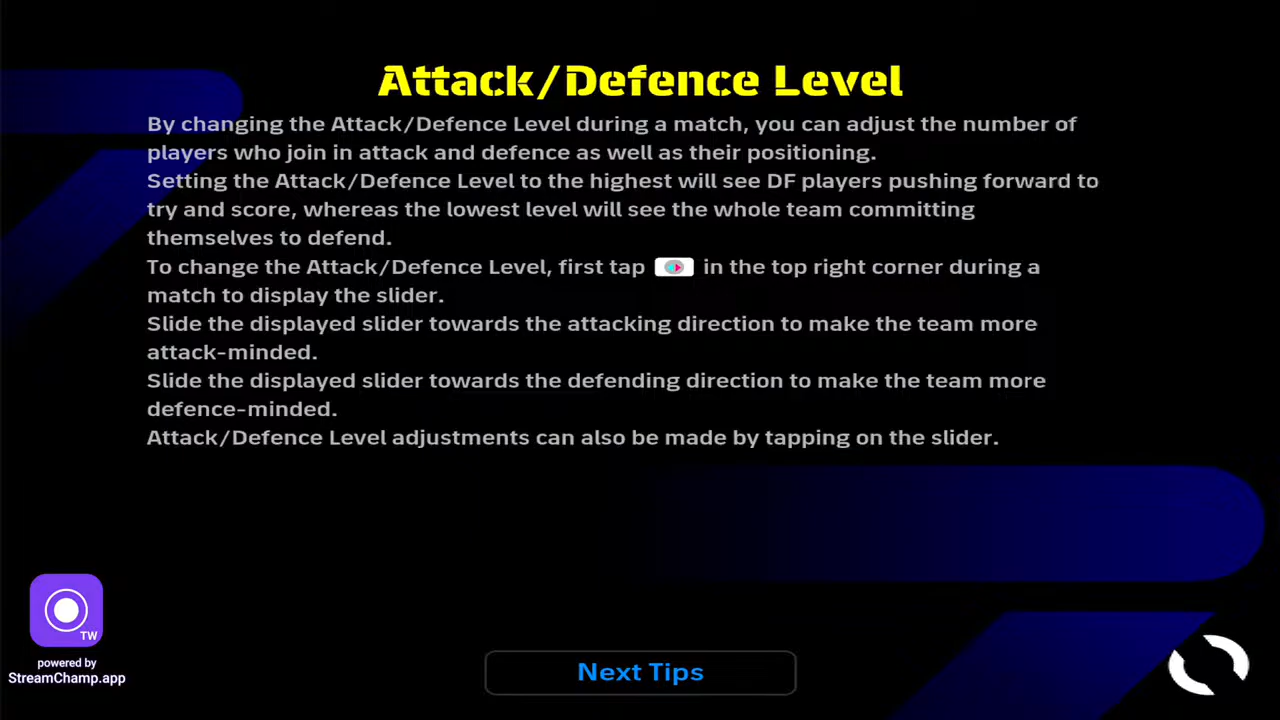 Attack/Defence Level
By changing the Attack/Defence Level during a match, you can adjust the number of
players who join in attack and defence as well as their positioning.
Setting the Attack/Defence Level to the highest will see DF players pushing forward to
try and score, whereas the lowest level will see the whole team committing
themselves to defend.
To change the Attack/Defence Level, first tap in the top right corner during a
match to display the slider.
Slide the displayed slider towards the attacking direction to make the team more
attack-minded.
Slide the displayed slider towards the defending direction to make the team more
defence-minded.
Attack/Defence Level adjustments can also be made by tapping on the slider.
TW
powered by
StreamChamp.app
Next Tips